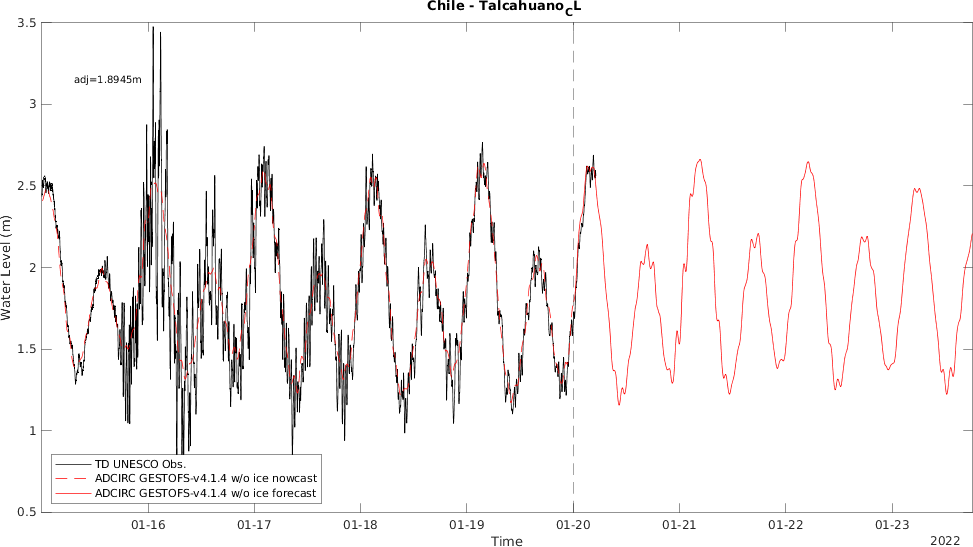 Chile - Talcahuano_CL
adj=1.8945m
Water Level (m)
3.5
3
2.5
2
1.5
1
0.5
TD UNESCO Obs.
ADCIRC GESTOFS-v4.1.4 w/o ice nowcast
ADCIRC GESTOFS-v4.1.4 w/o ice forecast
01-16 01-17 01-18 01-19 01-20 01-21 01-22 01-23
Time
2022